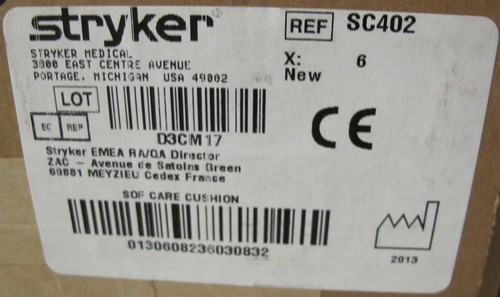 stryker®
REF SC402
STRYKER MEDICAL
3800 EAST CENTRE AVENUE
PORTAGE, MICHIGAN USA 49002
X: 6
New
LOT
D3CM17
EC REP
CE
Stryker EMEA RA/QA Director
ZAC - Avenue de Satolas Green
69881 MEYZIEU Cedex France
SOF CARE CUSHION
0130608236030832
2013